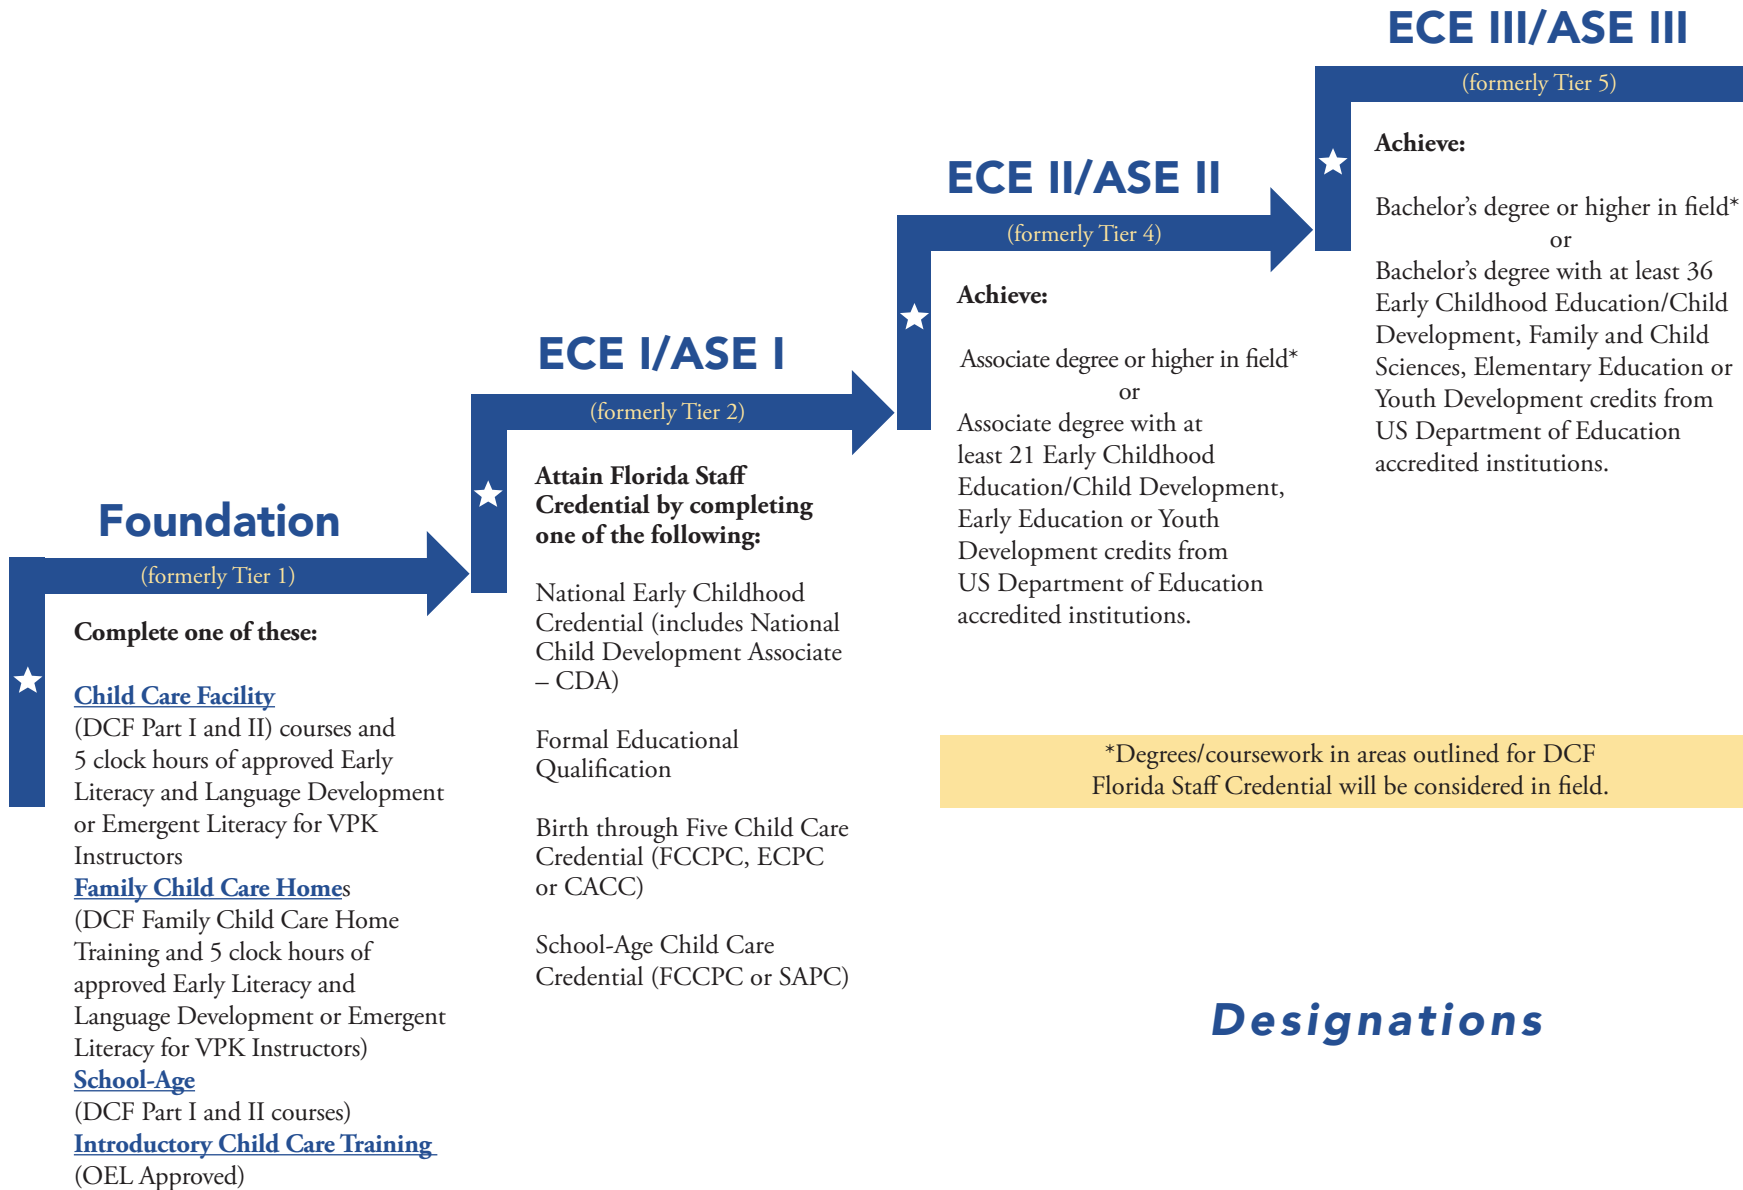 Foundation
(formerly Tier 1)
Complete one of these:
Child Care Facility
(DCF Part I and II) courses and
5 clock hours of approved Early
Literacy and Language Development
or Emergent Literacy for VPK
Instructors
Family Child Care Homes
(DCF Family Child Care Home
Training and 5 clock hours of
approved Early Literacy and
Language Development or Emergent
Literacy for VPK Instructors)
School-Age
(DCF Part I and II courses)
Introductory Child Care Training
(OEL Approved)
ECE I/ASE I
(formerly Tier 2)
Attain Florida Staff
Credential by completing
one of the following:
National Early Childhood
Credential (includes National
Child Development Associate
– CDA)
Formal Educational
Qualification
Birth through Five Child Care
Credential (FCCPC, ECPC
or CACC)
School-Age Child Care
Credential (FCCPC or SAPC)
ECE II/ASE II
(formerly Tier 4)
Achieve:
Associate degree or higher in field*
or
Associate degree with at
least 21 Early Childhood
Education/Child Development,
Early Education or Youth
Development credits from
US Department of Education
accredited institutions.
ECE III/ASE III
(formerly Tier 5)
Achieve:
Bachelor's degree or higher in field*
or
Bachelor's degree with at least 36
Early Childhood Education/Child
Development, Family and Child
Sciences, Elementary Education or
Youth Development credits from
US Department of Education
accredited institutions.
*Degrees/coursework in areas outlined for DCF
Florida Staff Credential will be considered in field.
Designations